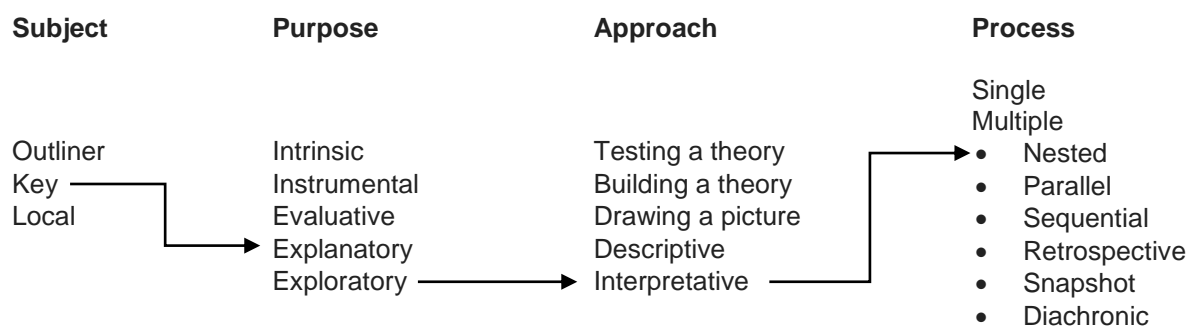 Subject Purpose Approach Process
Single
Multiple
Outliner Intrinsic Testing a theory • Nested
Key Instrumental Building a theory • Parallel
Local Evaluative Drawing a picture • Sequential
Explanatory Descriptive • Retrospective
Exploratory Interpretative • Snapshot
• Diachronic